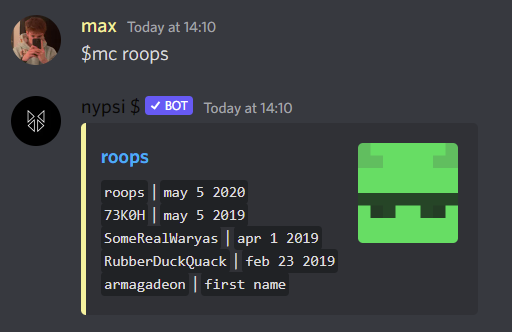 max Today at 14:10
$mc roops
nypsi $ ✓ BOT Today at 14:10
roops
roops | may 5 2020
73K0H | may 5 2019
SomeRealWaryas | apr 1 2019
RubberDuckQuack | feb 23 2019
armagadeon | first name